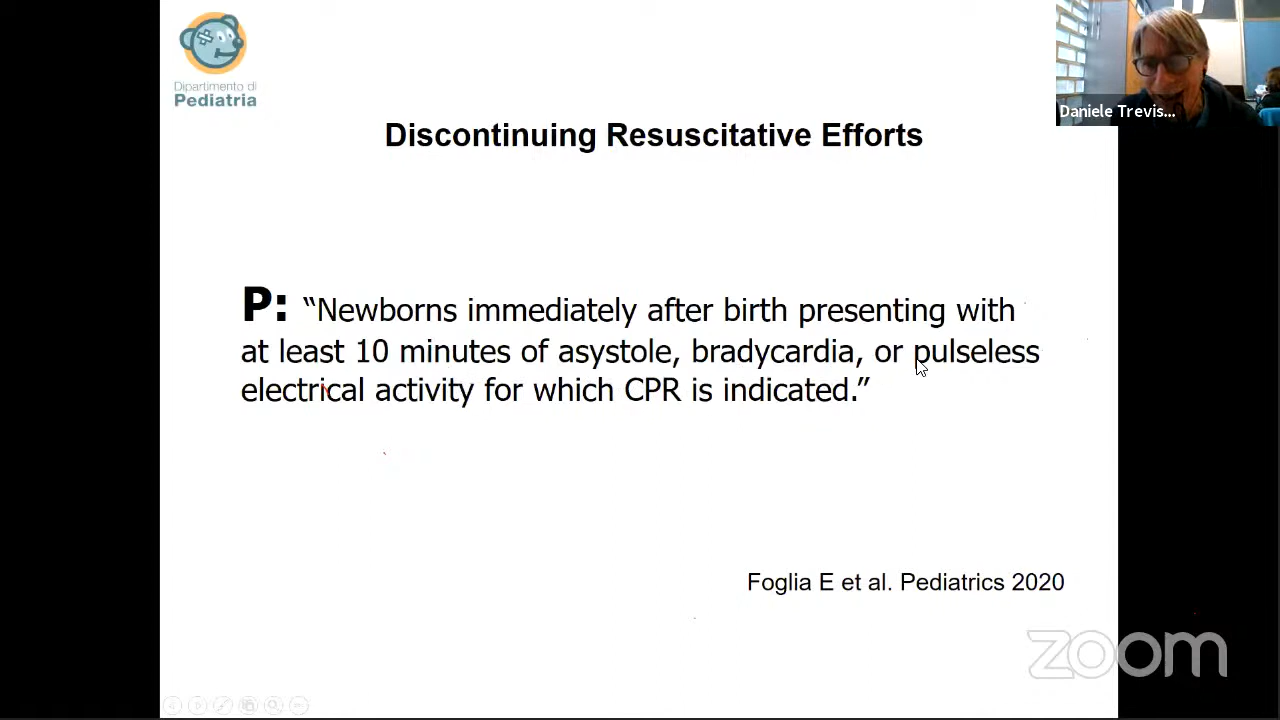 Dipartimento di
Pediatria
Daniele Trevis...
Discontinuing Resuscitative Efforts
P: “Newborns immediately after birth presenting with
at least 10 minutes of asystole, bradycardia, or pulseless
electrical activity for which CPR is indicated.”
Foglia E et al. Pediatrics 2020
zoom